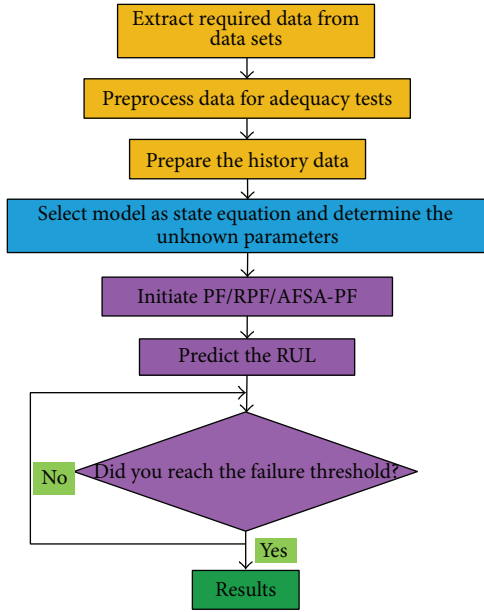 Extract required data from
data sets
Preprocess data for adequacy tests
Prepare the history data
Select model as state equation and determine the
unknown parameters
Initiate PF/RPF/AFSA-PF
Predict the RUL
Did you reach the failure threshold?
No
Yes
Results